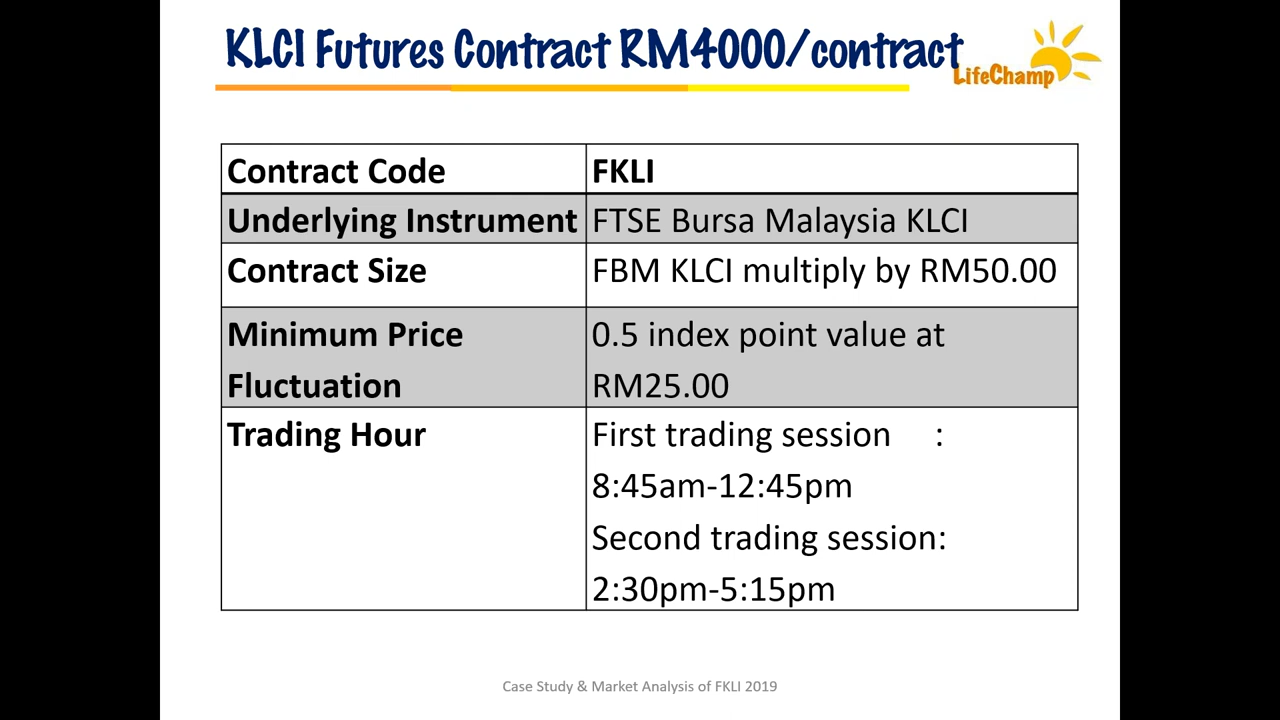 KLCI Futures Contract RM4000/contract
LifeChamp
Contract Code FKLI
Underlying Instrument FTSE Bursa Malaysia KLCI
Contract Size FBM KLCI multiply by RM50.00
Minimum Price Fluctuation
0.5 index point value at
RM25.00
Trading Hour First trading session :
8:45am-12:45pm
Second trading session:
2:30pm-5:15pm
Case Study & Market Analysis of FKLI 2019